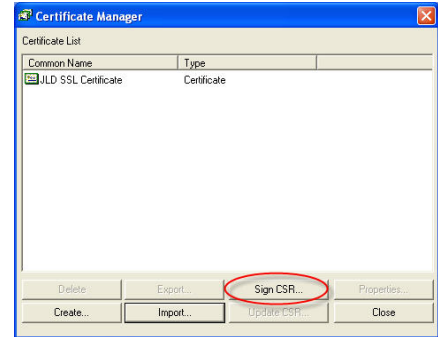 Certificate Manager
Certificate List
Common Name Type
JLD SSL Certificate Certificate
Delete Export... Sign CSR... Properties...
Create... Import... Update CSR... Close